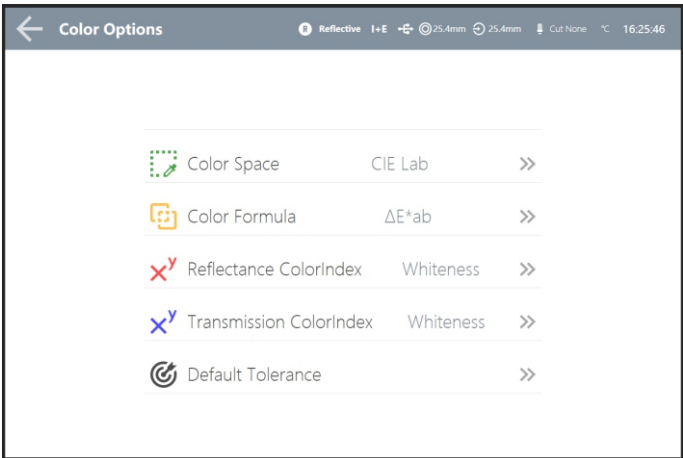 Color Options R Reflective I+E 25.4mm 25.4mm Cut None ℃ 16:25:46
Color Space CIE Lab
Color Formula ΔE*ab
Reflectance ColorIndex Whiteness
Transmission ColorIndex Whiteness
Default Tolerance